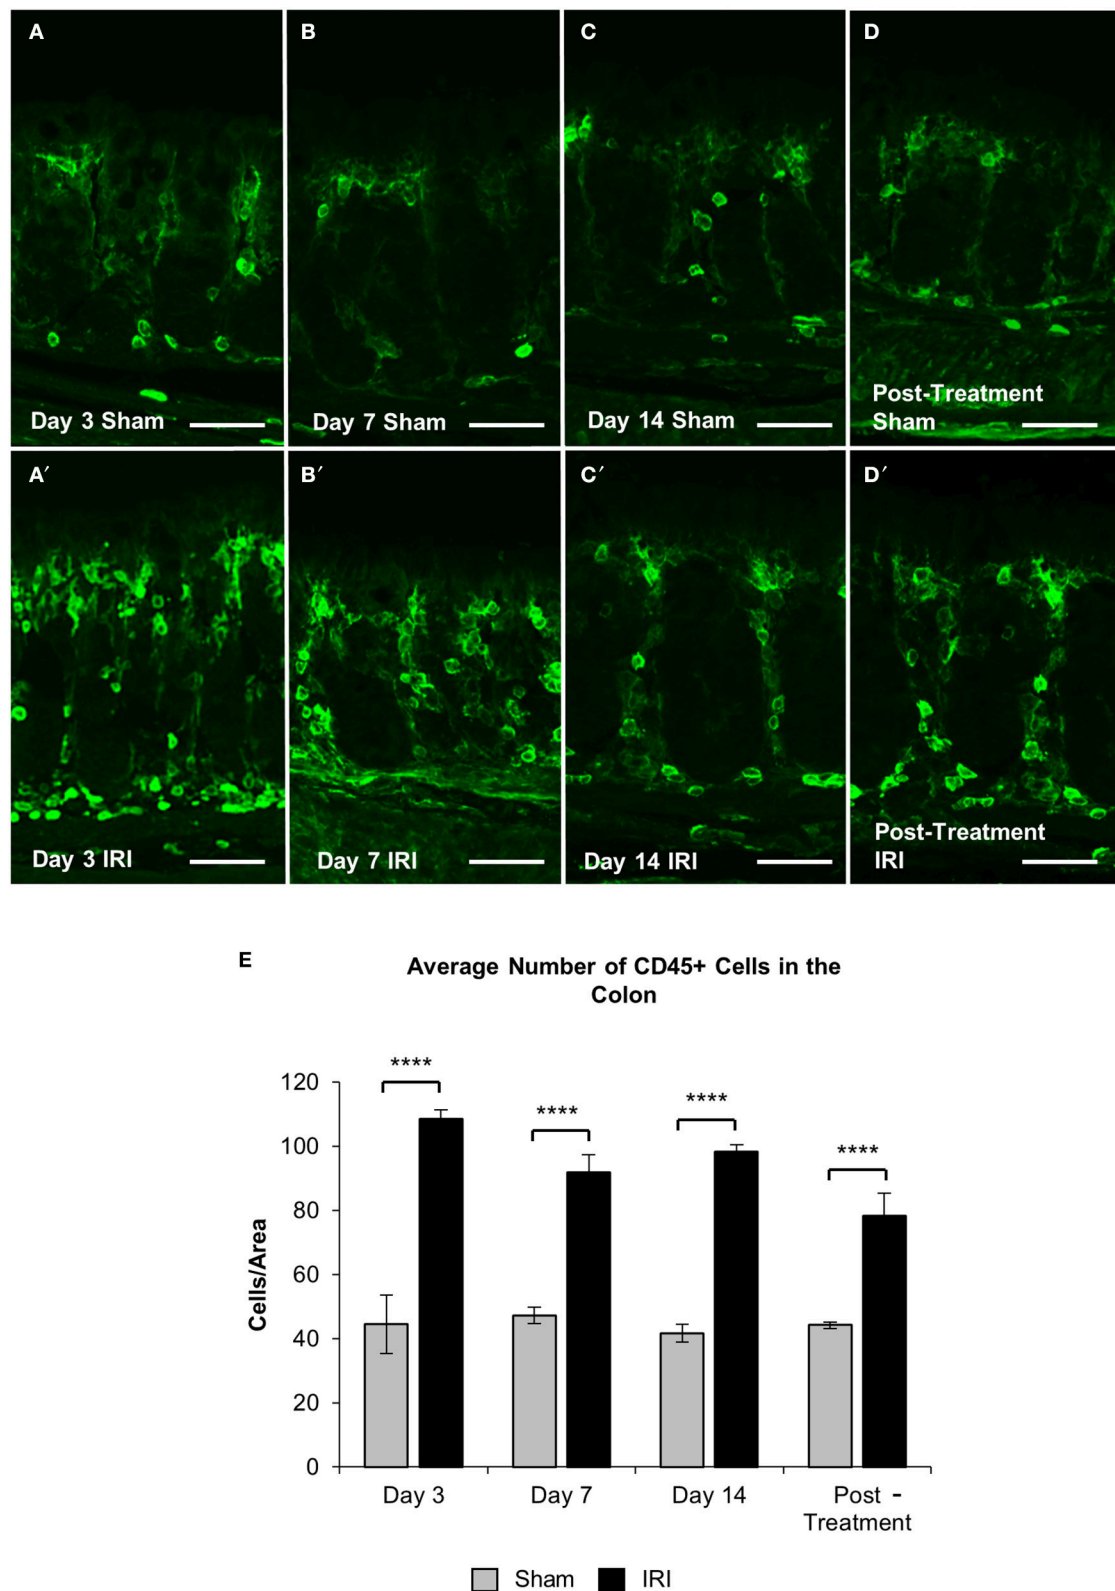 A
B
C
D
Day 3 Sham
Day 7 Sham
Day 14 Sham
Post-Treatment
Sham
A′
B′
C′
D′
Day 3 IRI
Day 7 IRI
Day 14 IRI
Post-Treatment
IRI
E
Average Number of CD45+ Cells in the
Colon
Cells/Area
120
100
80
60
40
20
0
****
****
****
****
Day 3
Day 7
Day 14
Post -
Treatment
Sham
IRI